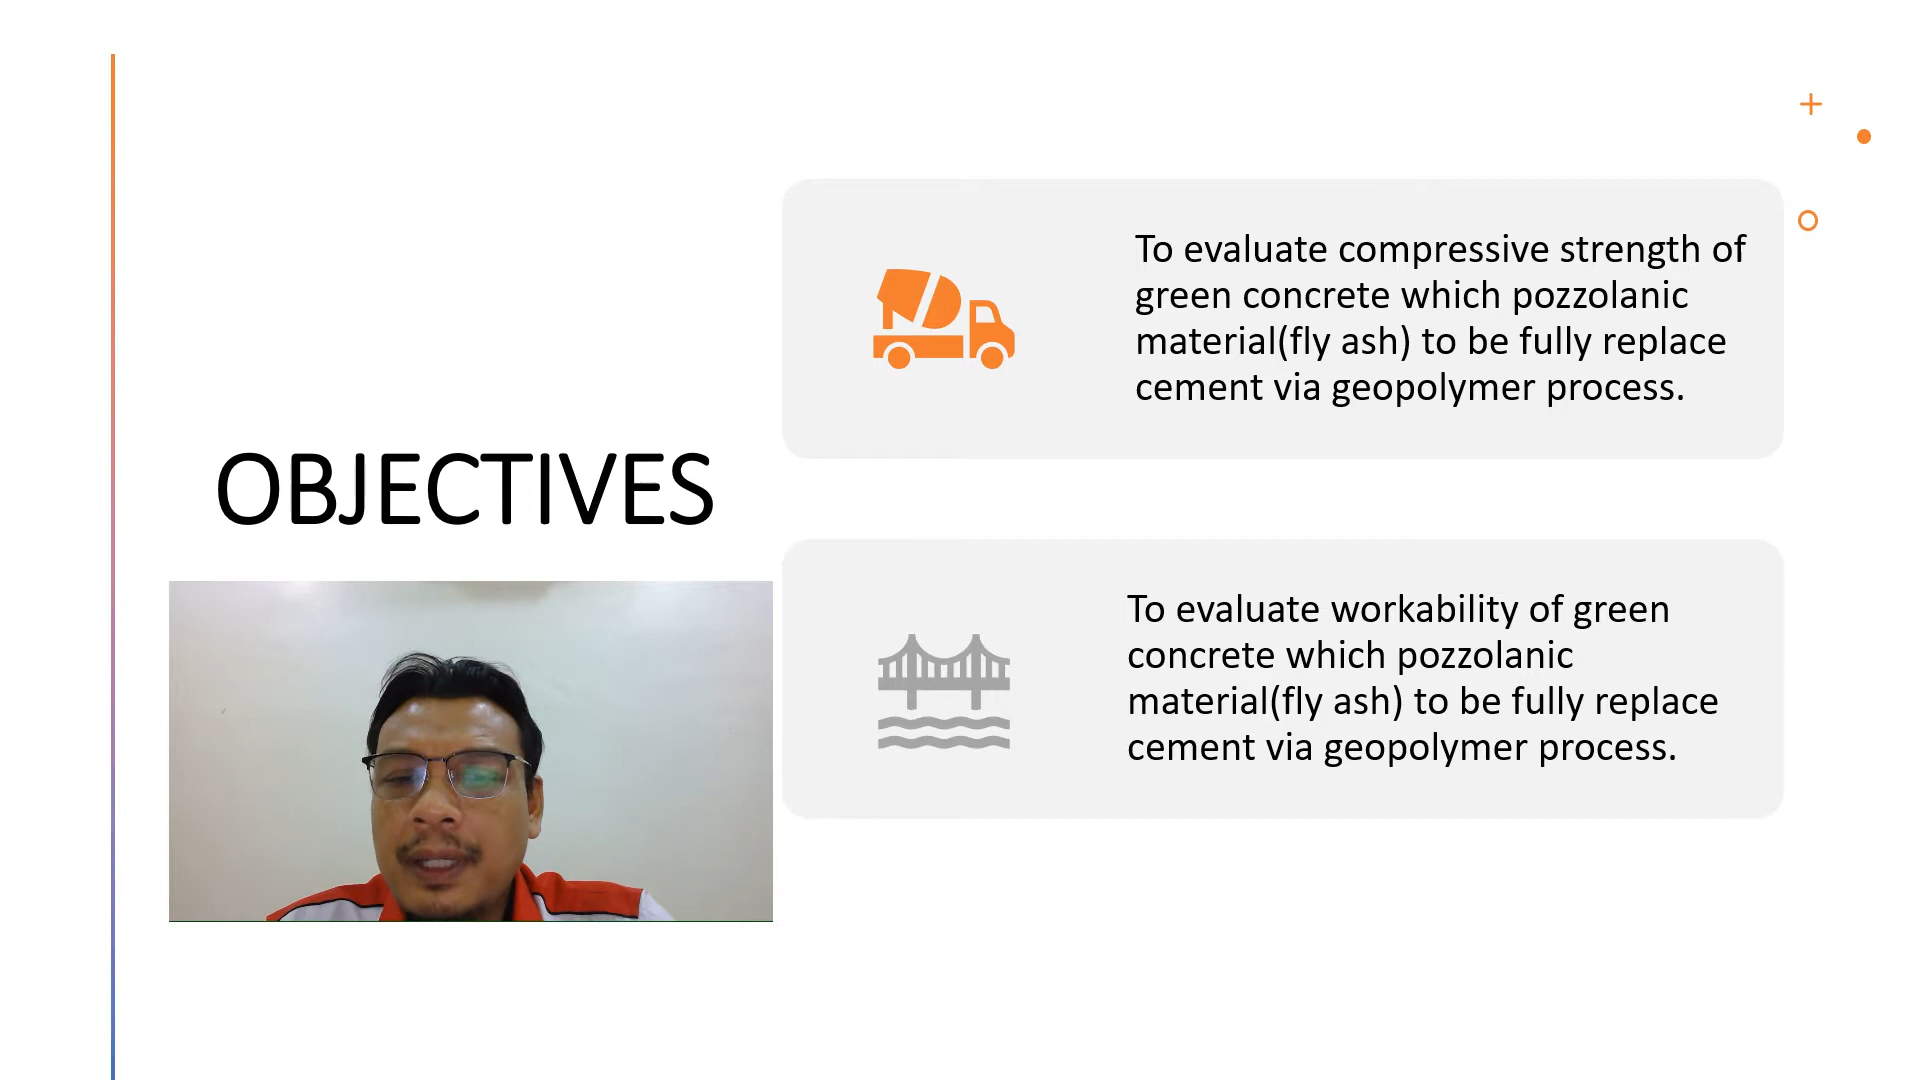 OBJECTIVES
To evaluate compressive strength of
green concrete which pozzolanic
material(fly ash) to be fully replace
cement via geopolymer process.
To evaluate workability of green
concrete which pozzolanic
material(fly ash) to be fully replace
cement via geopolymer process.